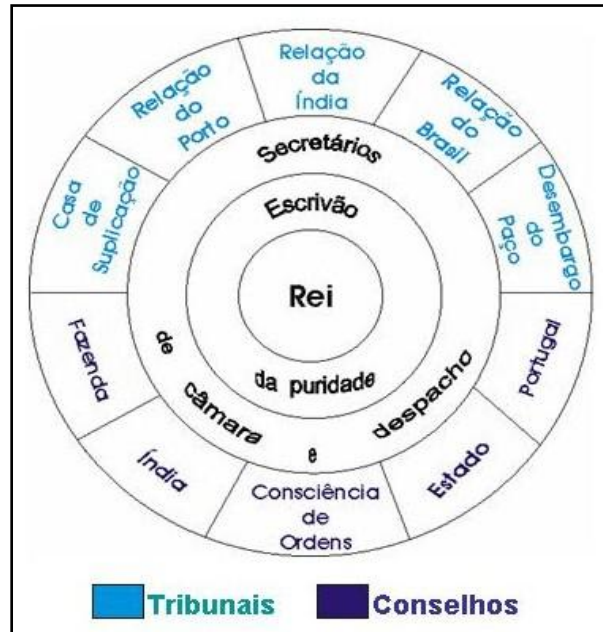 Relação
da
Índia
Relação
do
Brasil
Desembargo
do
Paço
Portugal
Estado
Consciência
de
Ordens
Índia
Fazenda
Casa
de
Suplicação
Relação
do
Porto
Secretários
de câmara e despacho
Escrivão
da puridade
Rei
Tribunais
Conselhos